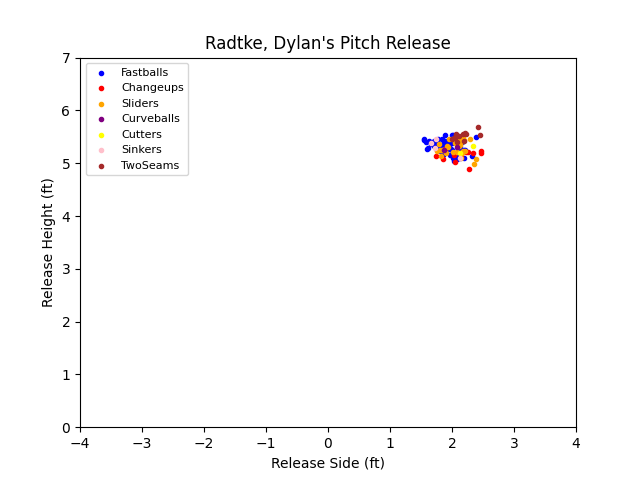 Radtke, Dylan's Pitch Release
7
6
5
4
3
2
1
0
Release Height (ft)
Fastballs
Changeups
Sliders
Curveballs
Cutters
Sinkers
TwoSeams
−4 −3 −2 −1 0 1 2 3 4
Release Side (ft)